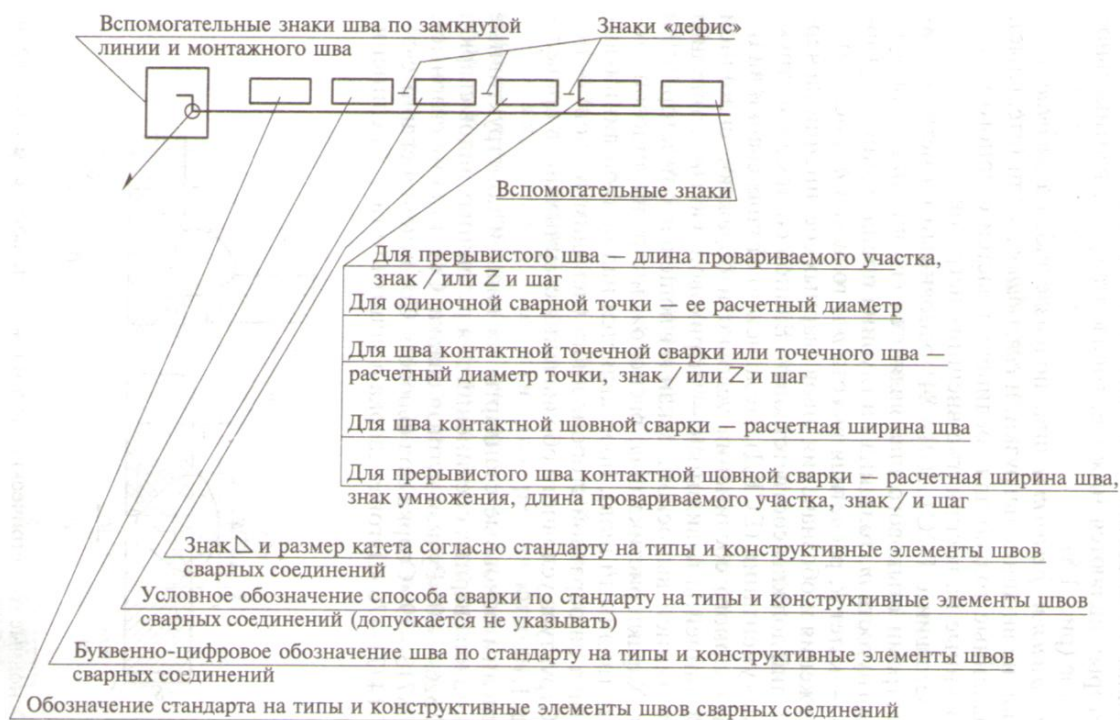 Вспомогательные знаки шва по замкнутой
линии и монтажного шва
Знаки «дефис»
Вспомогательные знаки
Для прерывистого шва — длина провариваемого участка,
знак / или Z и шаг
Для одиночной сварной точки — ее расчетный диаметр
Для шва контактной точечной сварки или точечного шва —
расчетный диаметр точки, знак / или Z и шаг
Для шва контактной шовной сварки — расчетная ширина шва
Для прерывистого шва контактной шовной сварки — расчетная ширина шва,
знак умножения, длина провариваемого участка, знак / и шаг
Знак ◺ и размер катета согласно стандарту на типы и конструктивные элементы швов
сварных соединений
Условное обозначение способа сварки по стандарту на типы и конструктивные элементы швов
сварных соединений (допускается не указывать)
Буквенно-цифровое обозначение шва по стандарту на типы и конструктивные элементы швов
сварных соединений
Обозначение стандарта на типы и конструктивные элементы швов сварных соединений